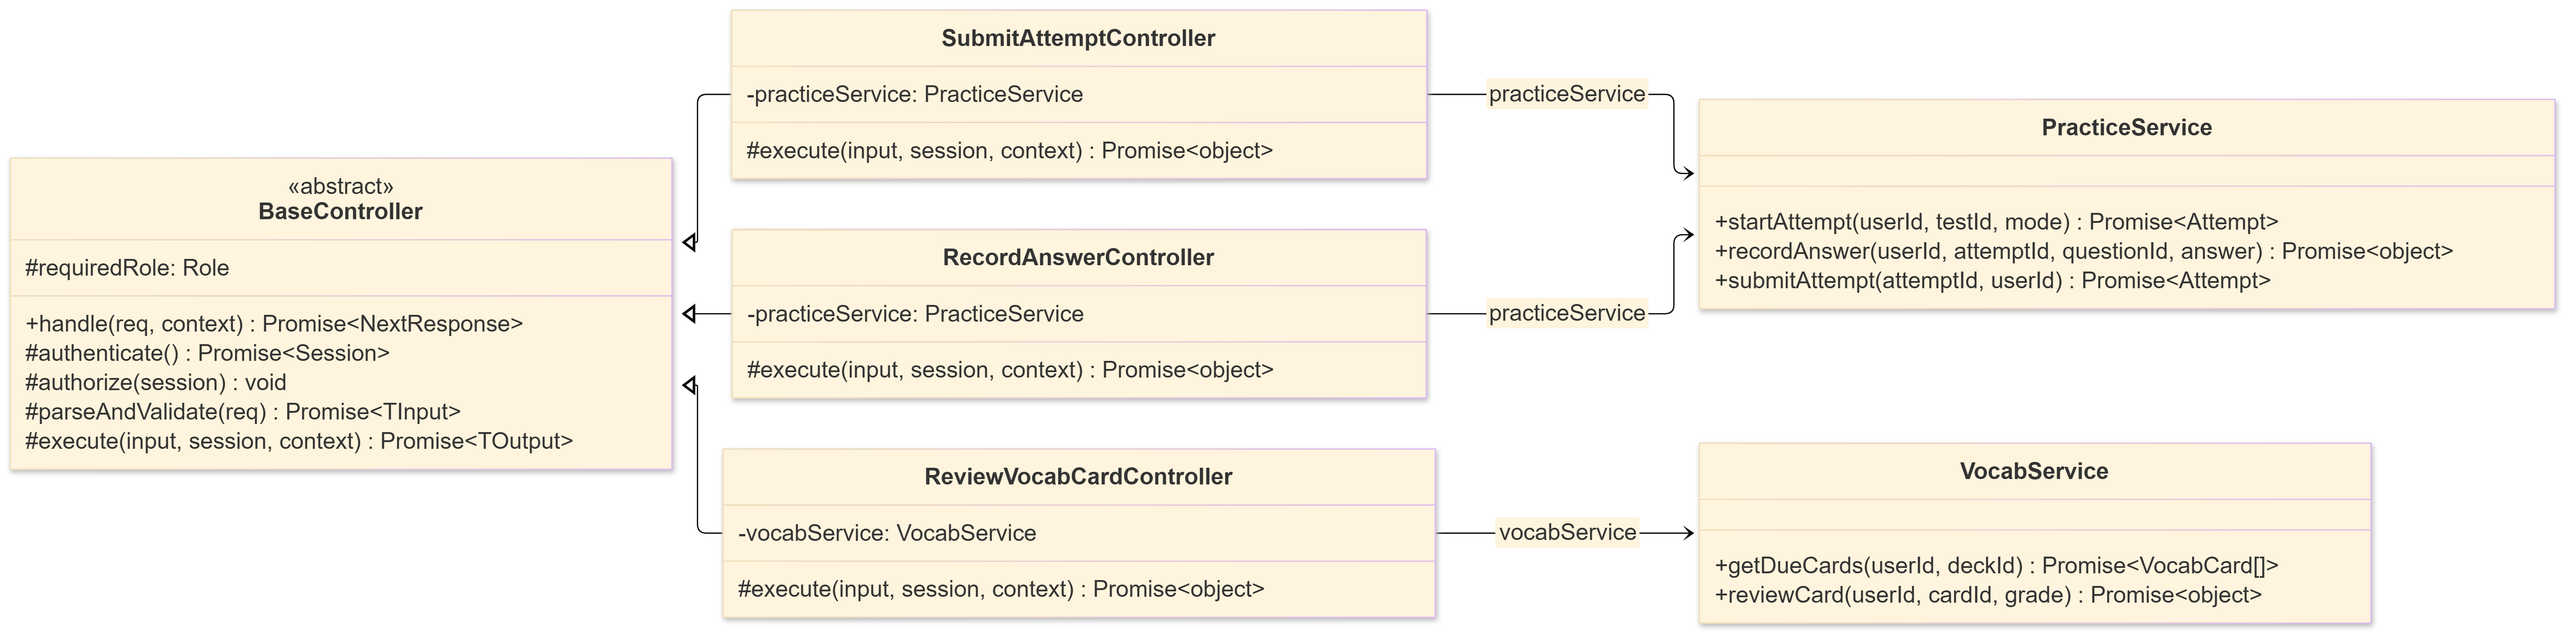 «abstract»
BaseController
#requiredRole: Role
+handle(req, context) : Promise<NextResponse>
#authenticate() : Promise<Session>
#authorize(session) : void
#parseAndValidate(req) : Promise<TInput>
#execute(input, session, context) : Promise<TOutput>
SubmitAttemptController
-practiceService: PracticeService
#execute(input, session, context) : Promise<object>
RecordAnswerController
-practiceService: PracticeService
#execute(input, session, context) : Promise<object>
ReviewVocabCardController
-vocabService: VocabService
#execute(input, session, context) : Promise<object>
practiceService
practiceService
vocabService
PracticeService
+startAttempt(userId, testId, mode) : Promise<Attempt>
+recordAnswer(userId, attemptId, questionId, answer) : Promise<object>
+submitAttempt(attemptId, userId) : Promise<Attempt>
VocabService
+getDueCards(userId, deckId) : Promise<VocabCard[]>
+reviewCard(userId, cardId, grade) : Promise<object>